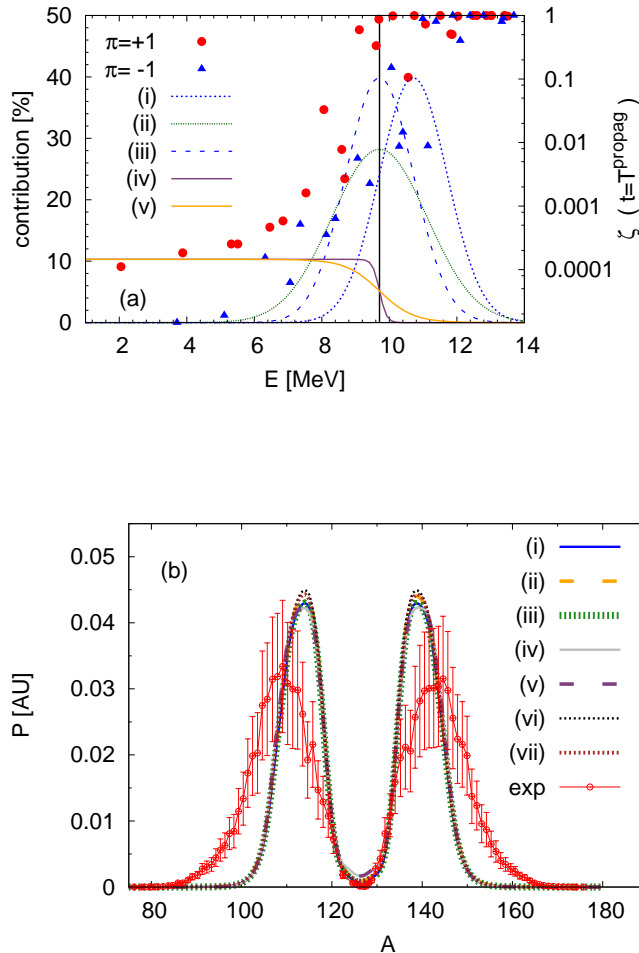 50
40
30
20
10
0
contribution [%]
π=+1
π= -1
(i)
(ii)
(iii)
(iv)
(v)
(a)
1
0.1
0.01
0.001
0.0001
ζ ( t=T^propag )
2 4 6 8 10 12 14
E [MeV]
0.05
0.04
0.03
0.02
0.01
0
P [AU]
(b)
(i)
(ii)
(iii)
(iv)
(v)
(vi)
(vii)
exp
80 100 120 140 160 180
A